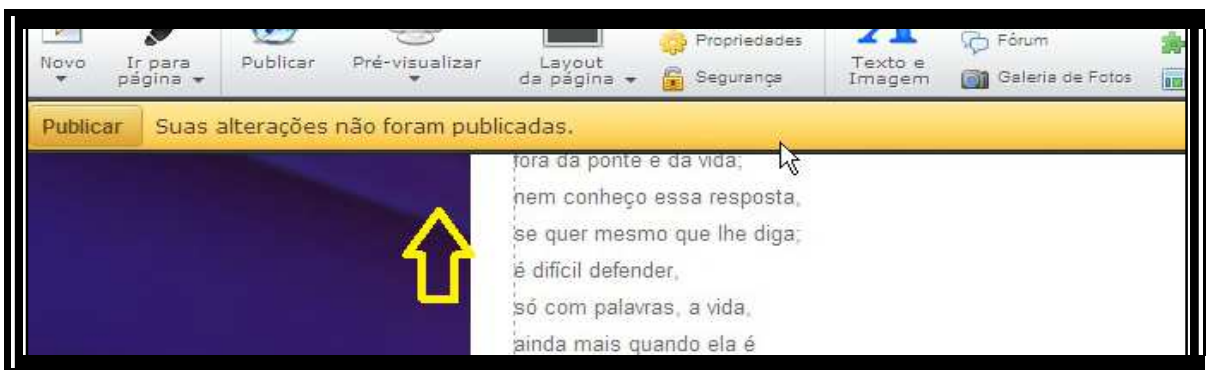 Novo
Ir para
página
Publicar
Pré-visualizar
Layout
da página
Propriedades
Segurança
Texto e
Imagem
Fórum
Galeria de Fotos
Publicar Suas alterações não foram publicadas.
fora da ponte e da vida;
nem conheço essa resposta,
se quer mesmo que lhe diga;
é difícil defender,
só com palavras, a vida,
ainda mais quando ela é